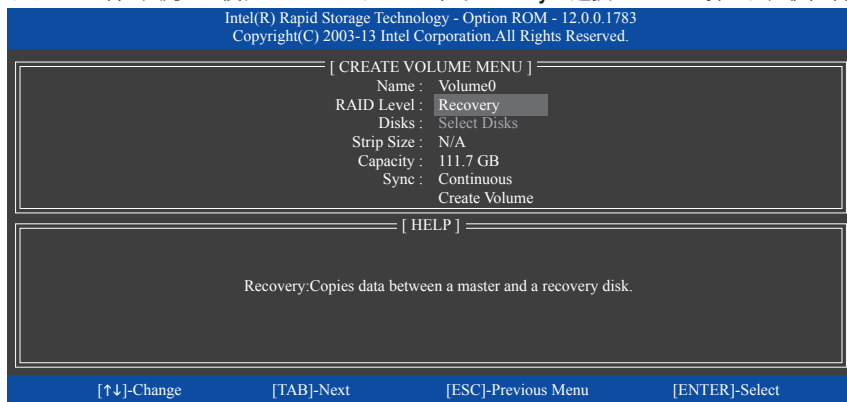 Intel(R) Rapid Storage Technology - Option ROM - 12.0.0.1783
Copyright(C) 2003-13 Intel Corporation.All Rights Reserved.
[ CREATE VOLUME MENU ]
Name : Volume0
RAID Level : Recovery
Disks : Select Disks
Strip Size : N/A
Capacity : 111.7 GB
Sync : Continuous
Create Volume
[ HELP ]
Recovery:Copies data between a master and a recovery disk.
[↑↓]-Change [TAB]-Next [ESC]-Previous Menu [ENTER]-Select